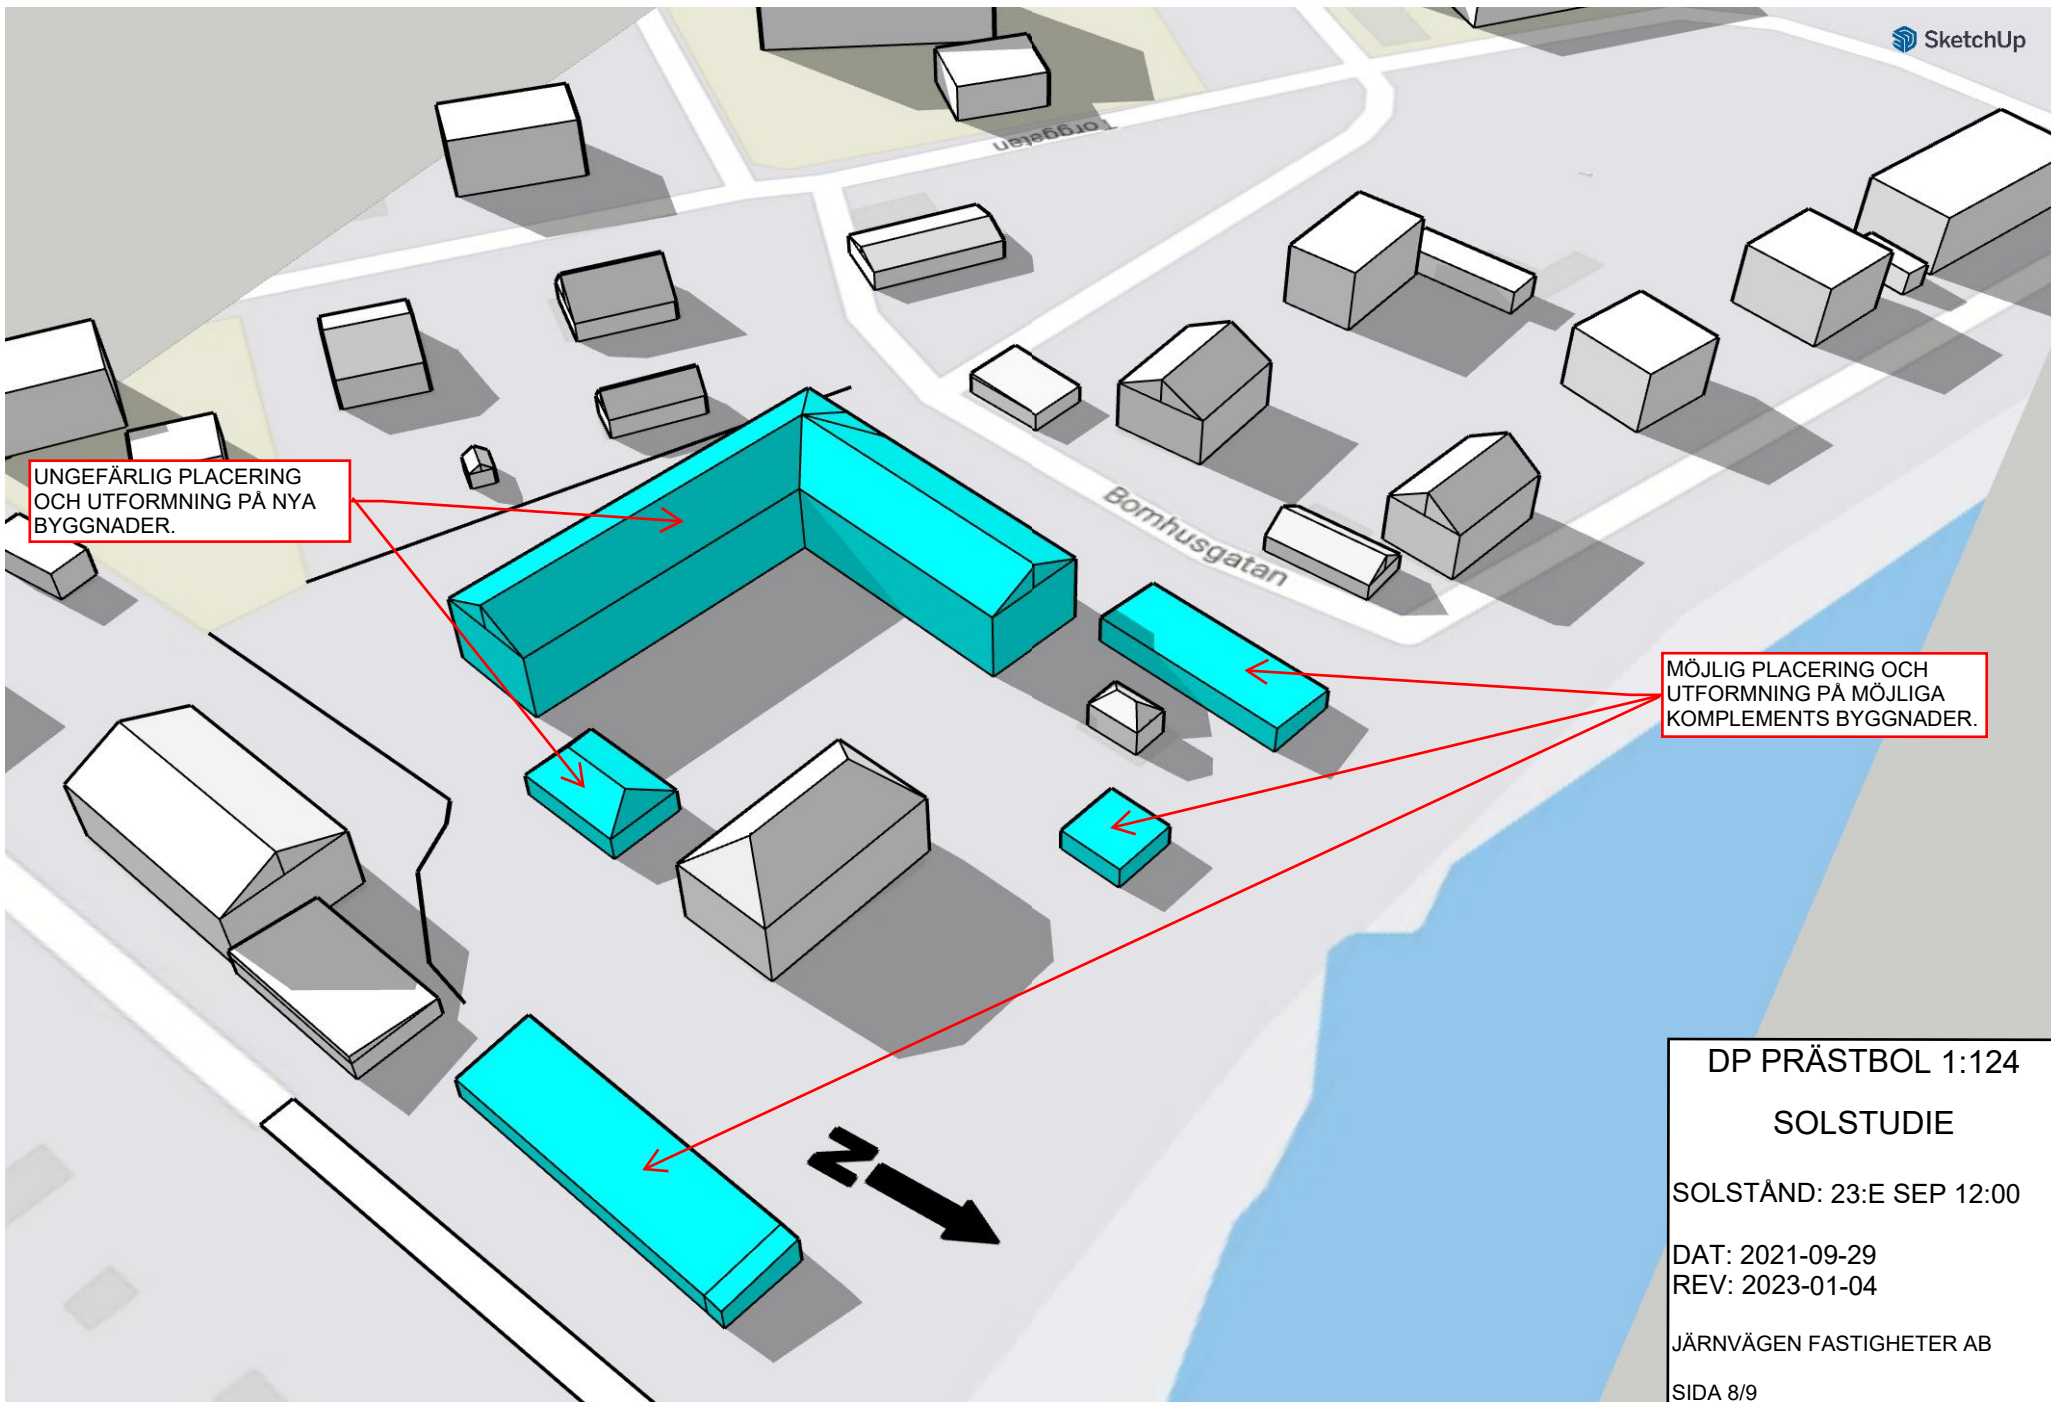 SketchUp
Torggatan
UNGEFÄRLIG PLACERING
OCH UTFORMNING PÅ NYA
BYGGNADER.
Bomhusgatan
MÖJLIG PLACERING OCH
UTFORMNING PÅ MÖJLIGA
KOMPLEMENTS BYGGNADER.
N
DP PRÄSTBOL 1:124
SOLSTUDIE
SOLSTÅND: 23:E SEP 12:00
DAT: 2021-09-29
REV: 2023-01-04
JÄRNVÄGEN FASTIGHETER AB
SIDA 8/9